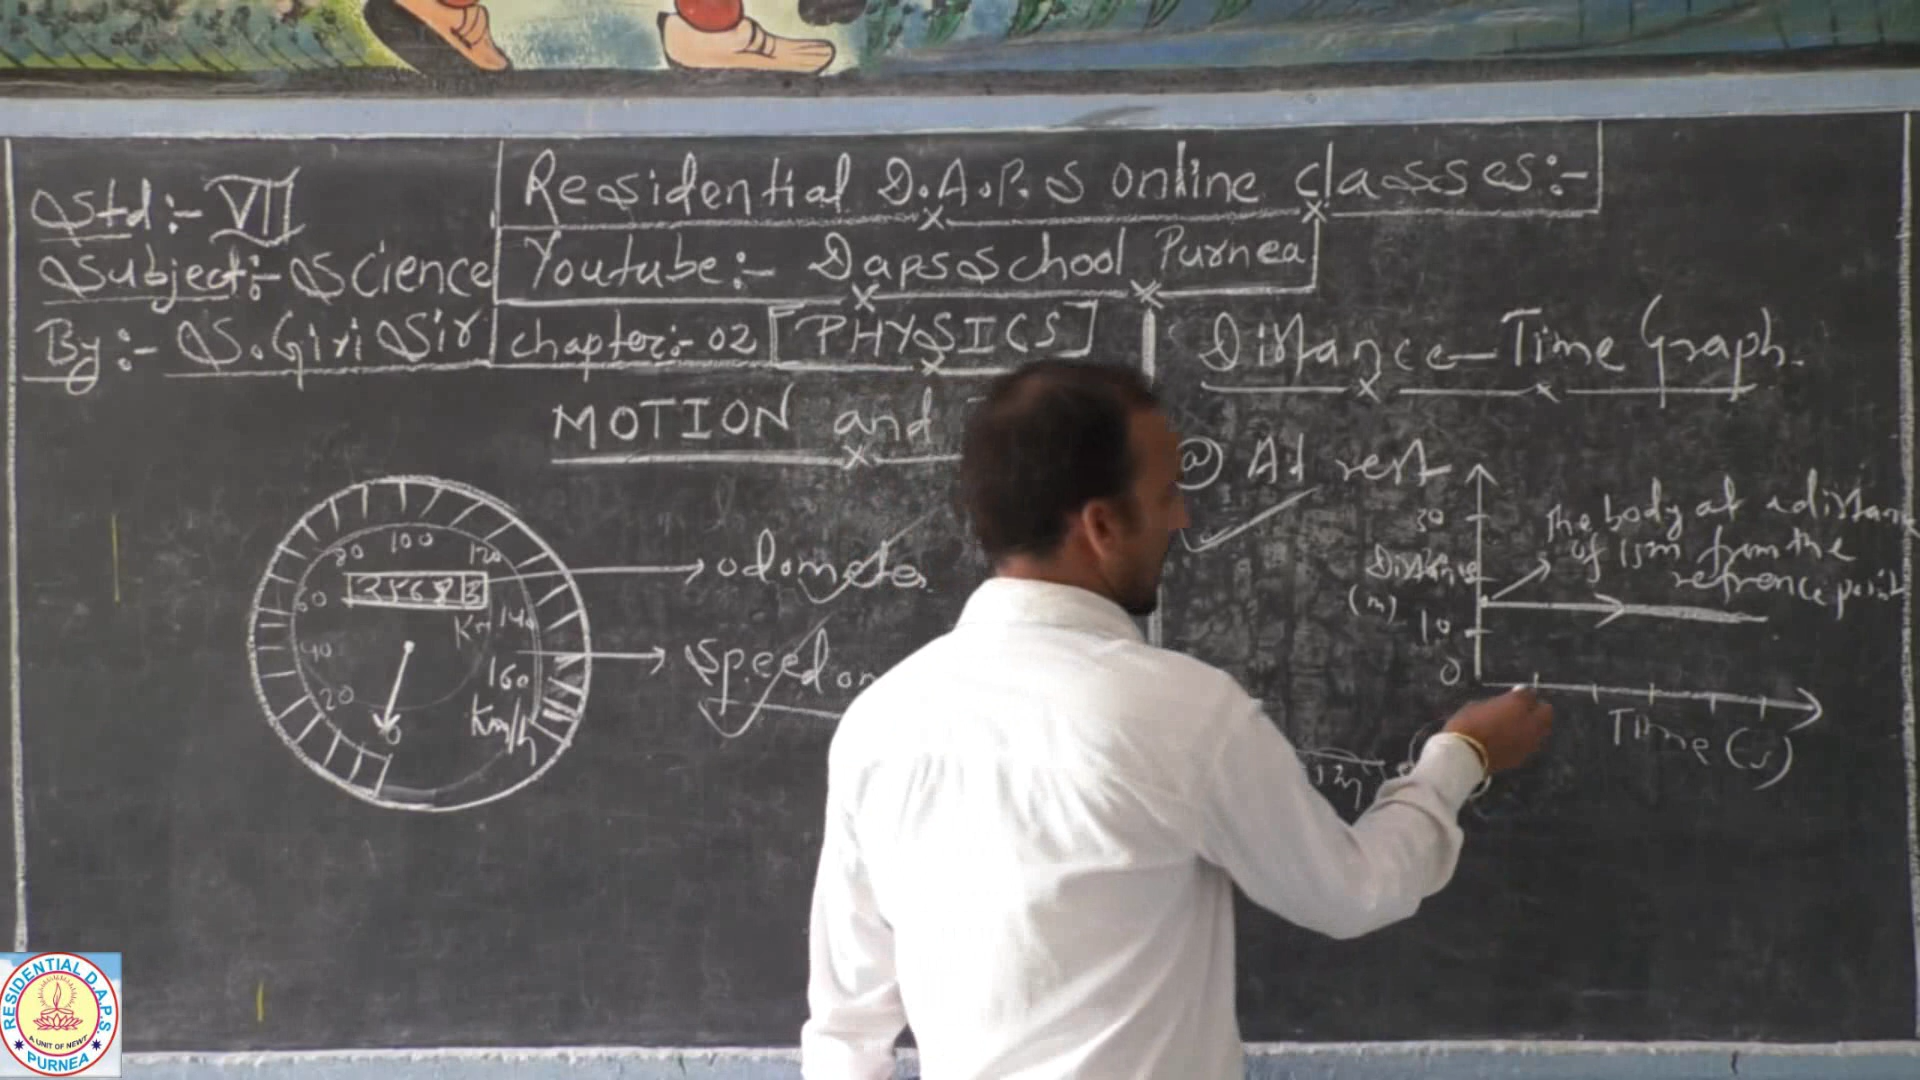 Std:- VII
Subject:- Science
By:- S. Giri Sir
Residential D.A.P.S online classes:-
Youtube:- Dapsschool Purnea
chapter:- 02 [PHYSICS]
MOTION and
80 100 120
60
140
Km
40
160
20
Km/h
0
odometer
Speedom
Distance-Time Graph.
(a) At rest
30
Distance
(m)
10
0
The body at a distance
of 15m from the
refrence point
Time (s)
RESIDENTIAL D.A.P.S.
A UNIT OF NEWT
PURNEA